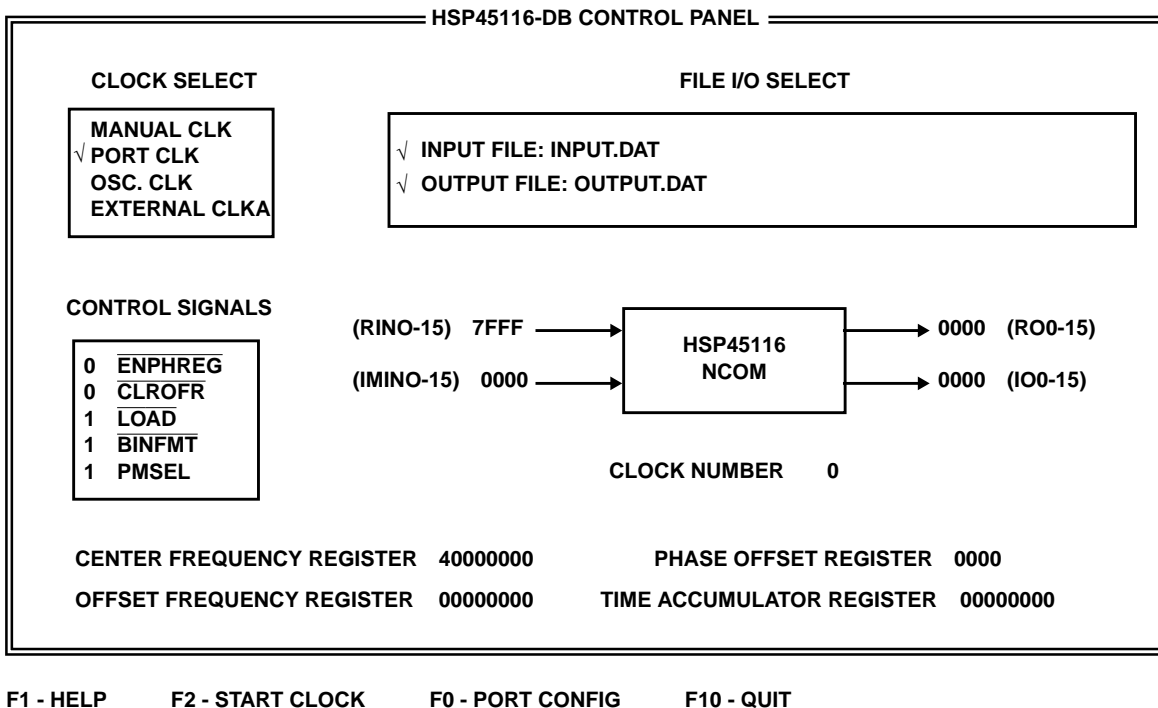 HSP45116-DB CONTROL PANEL
CLOCK SELECT
MANUAL CLK
√ PORT CLK
OSC. CLK
EXTERNAL CLKA
FILE I/O SELECT
√ INPUT FILE: INPUT.DAT
√ OUTPUT FILE: OUTPUT.DAT
CONTROL SIGNALS
0 ENPHREG
0 CLROFR
1 LOAD
1 BINFMT
1 PMSEL
(RINO-15) 7FFF
(IMINO-15) 0000
HSP45116
NCOM
0000 (RO0-15)
0000 (IO0-15)
CLOCK NUMBER 0
CENTER FREQUENCY REGISTER 40000000
PHASE OFFSET REGISTER 0000
OFFSET FREQUENCY REGISTER 00000000
TIME ACCUMULATOR REGISTER 00000000
F1 - HELP F2 - START CLOCK F0 - PORT CONFIG F10 - QUIT